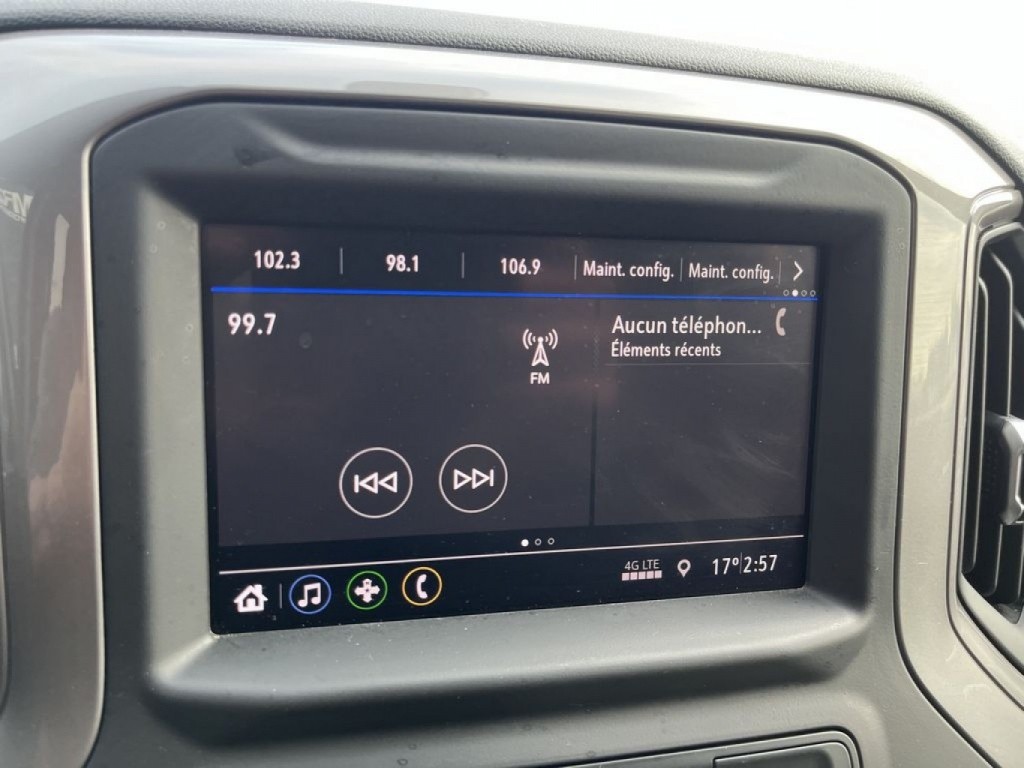 102.3 | 98.1 | 106.9 | Maint. config. | Maint. config.
99.7
FM
Aucun téléphon...
Éléments récents
4G LTE 17° 2:57